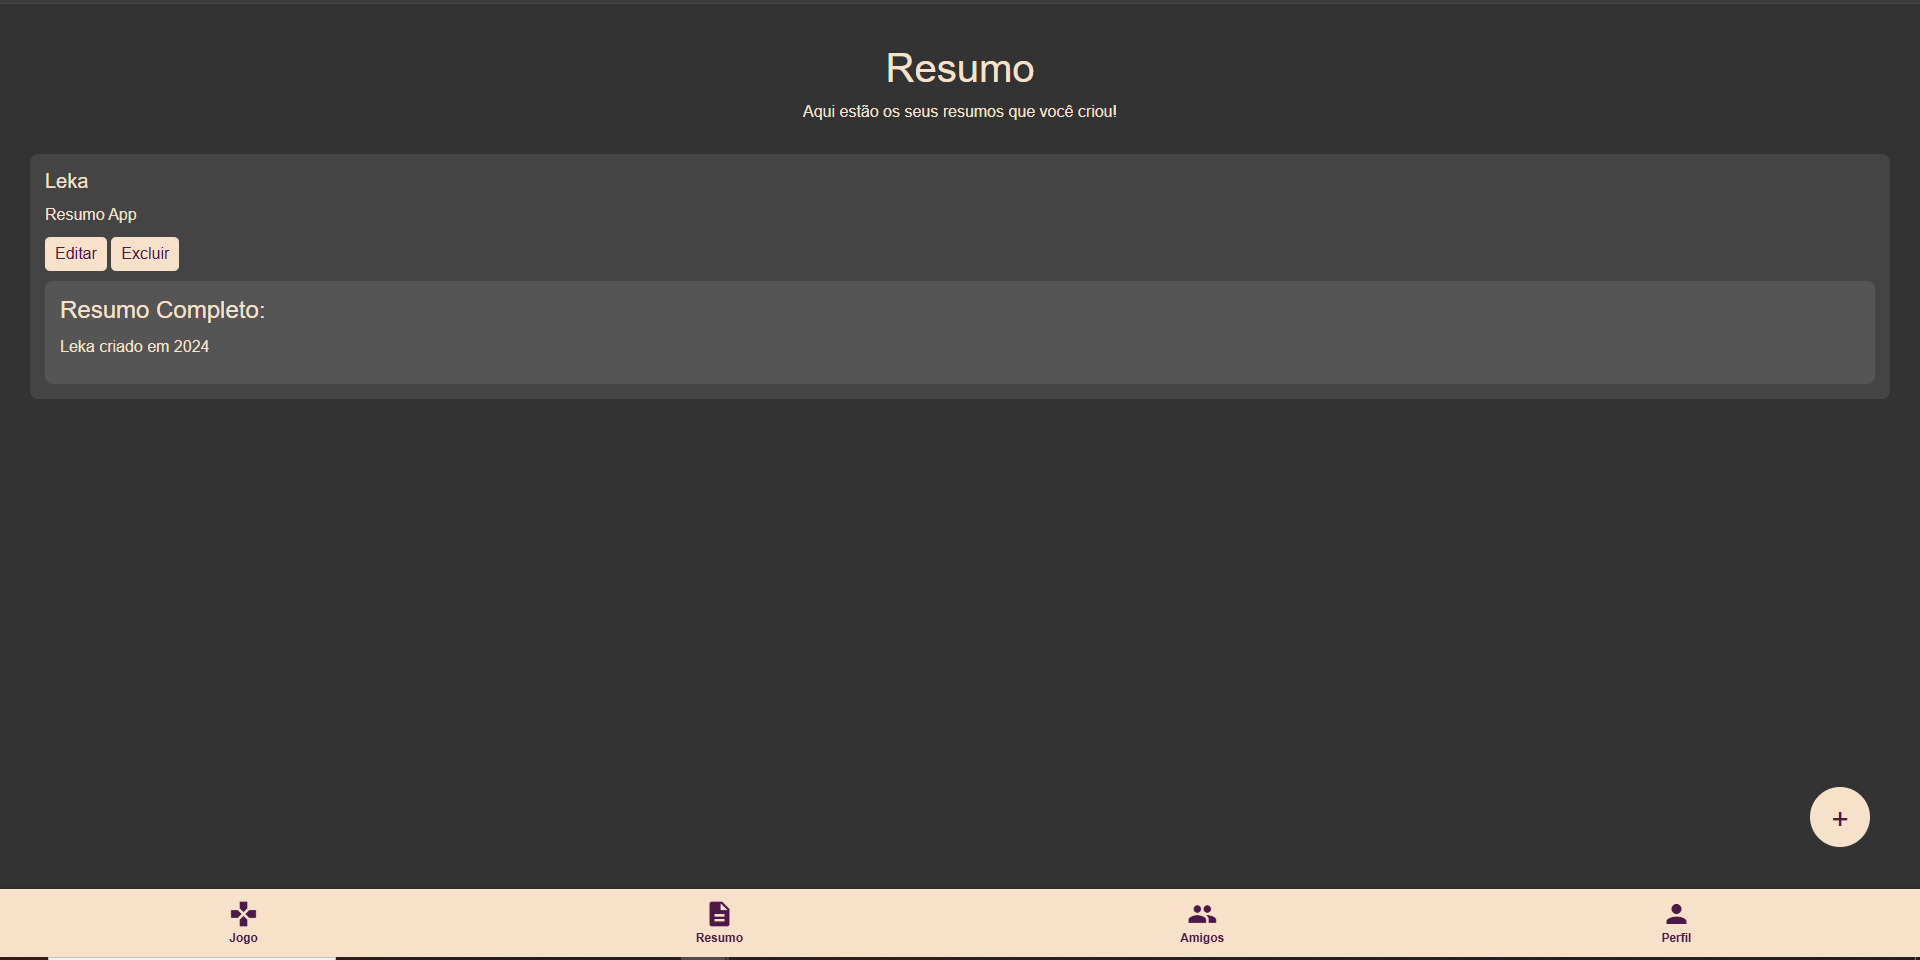 Resumo
Aqui estão os seus resumos que você criou!
Leka
Resumo App
Editar Excluir
Resumo Completo:
Leka criado em 2024
+
Jogo Resumo Amigos Perfil